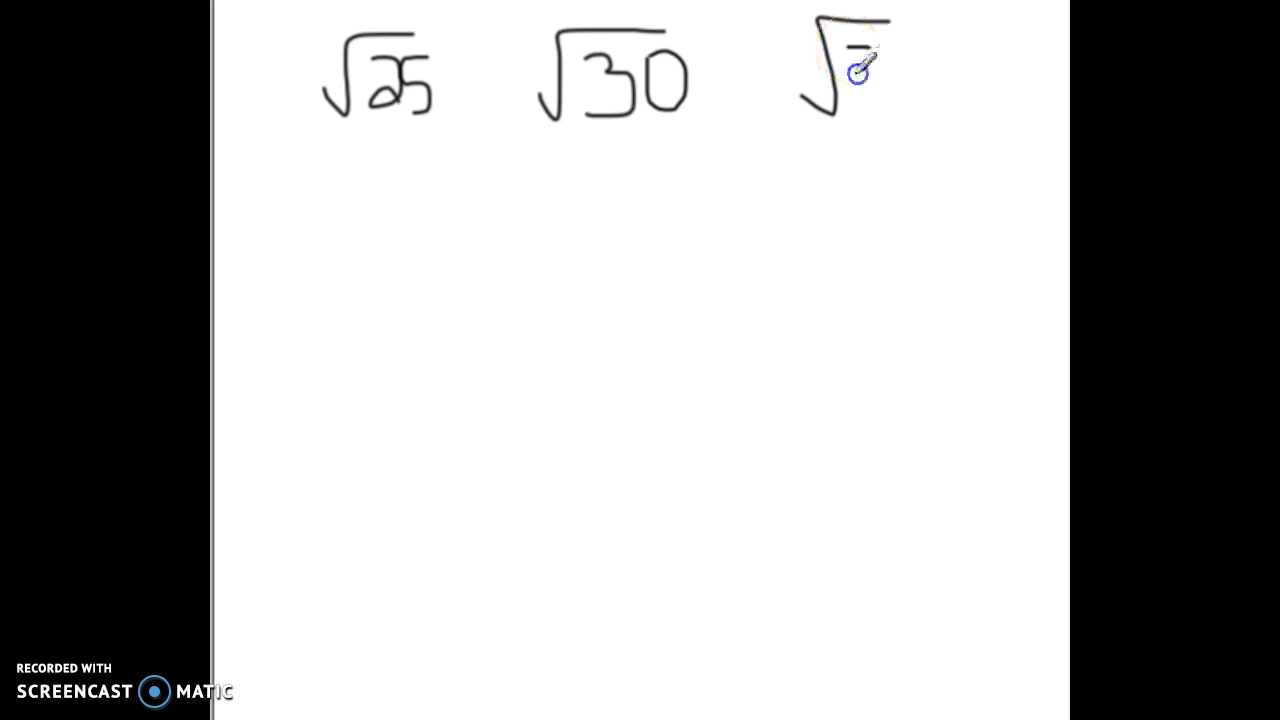 √25 √30 √
RECORDED WITH
SCREENCAST MATIC